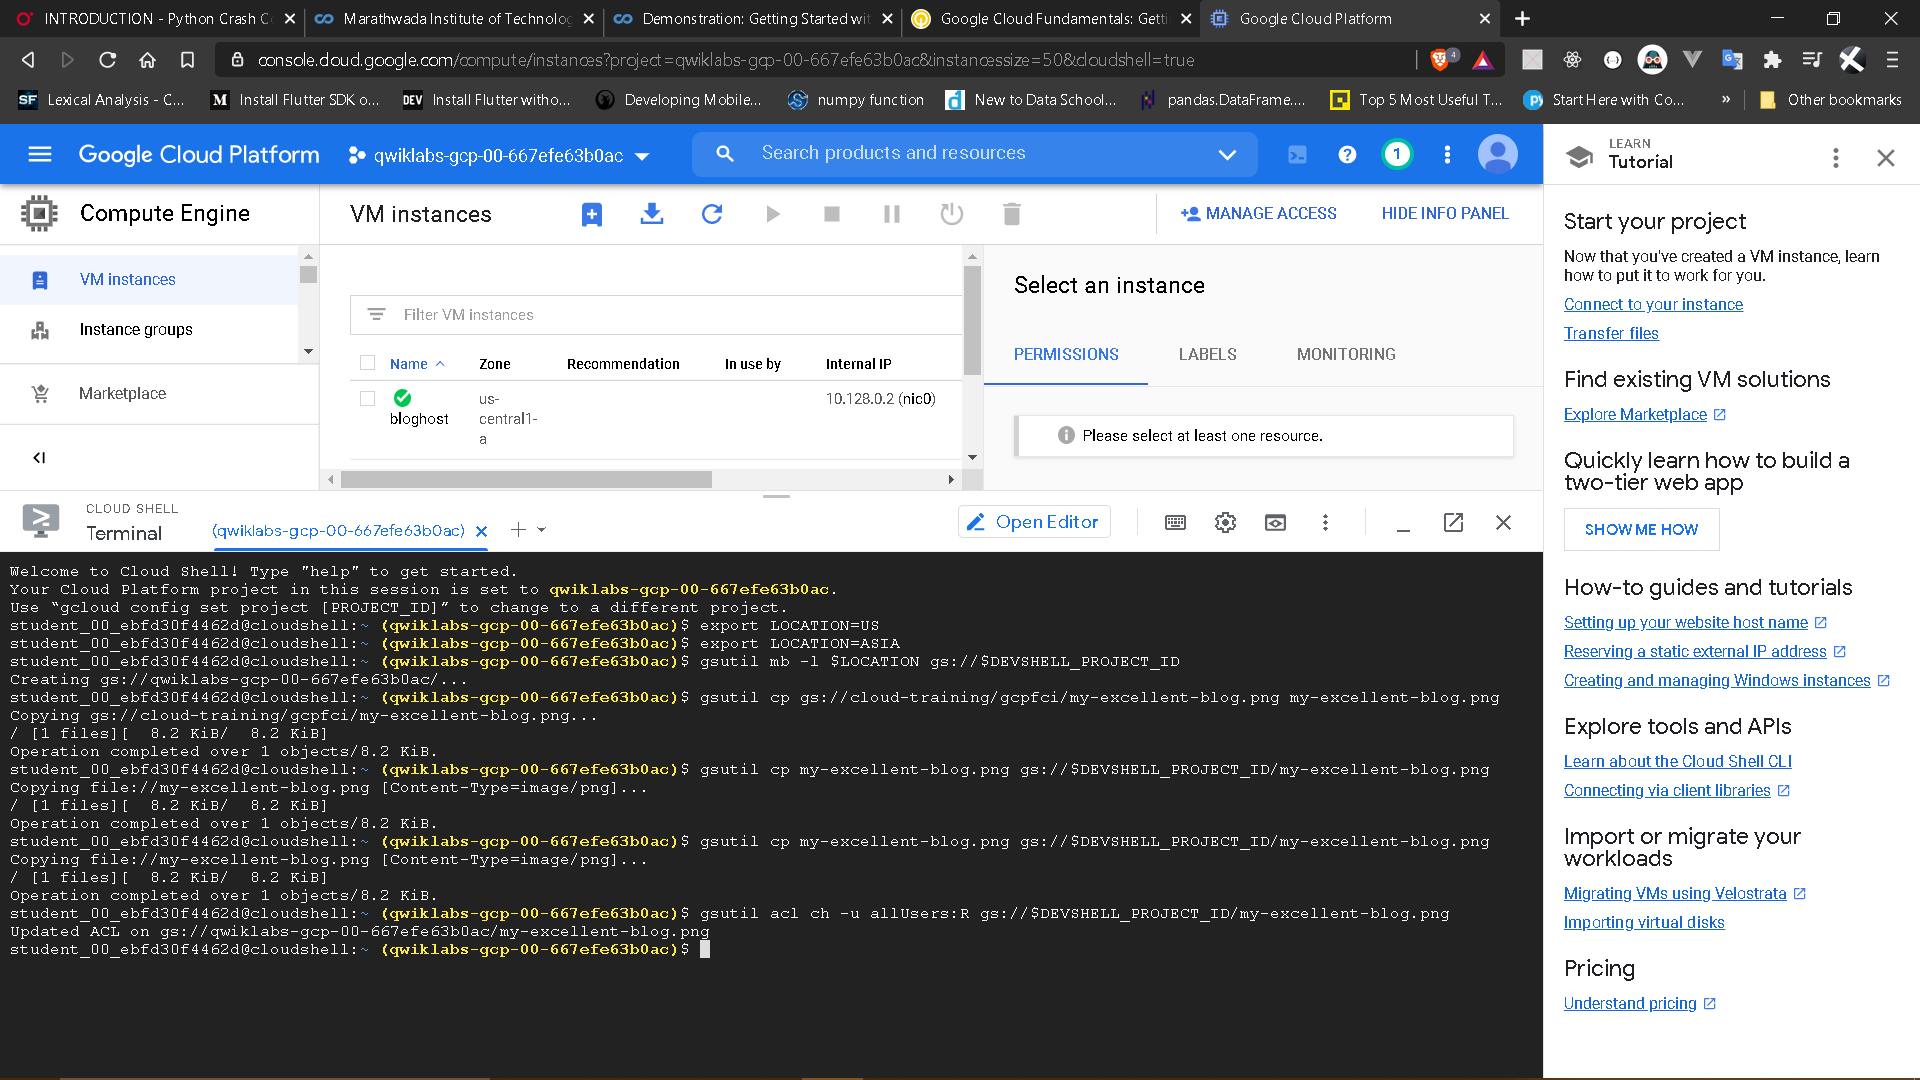 INTRODUCTION - Python Crash C
Marathwada Institute of Technolog
Demonstration: Getting Started wit
Google Cloud Fundamentals: Getti
Google Cloud Platform
console.cloud.google.com/compute/instances?project=qwiklabs-gcp-00-667efe63b0ac&instancessize=50&cloudshell=true
4
SF Lexical Analysis - C...
M Install Flutter SDK o...
DEV Install Flutter witho...
Developing Mobile...
numpy function
d New to Data School...
pandas.DataFrame....
Top 5 Most Useful T...
Start Here with Co...
»
Other bookmarks
Google Cloud Platform
qwiklabs-gcp-00-667efe63b0ac
Search products and resources
1
LEARN
Tutorial
Compute Engine
VM instances
MANAGE ACCESS
HIDE INFO PANEL
VM instances
Instance groups
Marketplace
Filter VM instances
Name Zone Recommendation In use by Internal IP
bloghost us-central1-a 10.128.0.2 (nic0)
Select an instance
PERMISSIONS LABELS MONITORING
Please select at least one resource.
CLOUD SHELL
Terminal
(qwiklabs-gcp-00-667efe63b0ac)
Open Editor
Welcome to Cloud Shell! Type "help" to get started.
Your Cloud Platform project in this session is set to qwiklabs-gcp-00-667efe63b0ac.
Use “gcloud config set project [PROJECT_ID]” to change to a different project.
student_00_ebfd30f4462d@cloudshell:~ (qwiklabs-gcp-00-667efe63b0ac)$ export LOCATION=US
student_00_ebfd30f4462d@cloudshell:~ (qwiklabs-gcp-00-667efe63b0ac)$ export LOCATION=ASIA
student_00_ebfd30f4462d@cloudshell:~ (qwiklabs-gcp-00-667efe63b0ac)$ gsutil mb -l $LOCATION gs://$DEVSHELL_PROJECT_ID
Creating gs://qwiklabs-gcp-00-667efe63b0ac/...
student_00_ebfd30f4462d@cloudshell:~ (qwiklabs-gcp-00-667efe63b0ac)$ gsutil cp gs://cloud-training/gcpfci/my-excellent-blog.png my-excellent-blog.png
Copying gs://cloud-training/gcpfci/my-excellent-blog.png...
/ [1 files][  8.2 KiB/  8.2 KiB]
Operation completed over 1 objects/8.2 KiB.
student_00_ebfd30f4462d@cloudshell:~ (qwiklabs-gcp-00-667efe63b0ac)$ gsutil cp my-excellent-blog.png gs://$DEVSHELL_PROJECT_ID/my-excellent-blog.png
Copying file://my-excellent-blog.png [Content-Type=image/png]...
/ [1 files][  8.2 KiB/  8.2 KiB]
Operation completed over 1 objects/8.2 KiB.
student_00_ebfd30f4462d@cloudshell:~ (qwiklabs-gcp-00-667efe63b0ac)$ gsutil cp my-excellent-blog.png gs://$DEVSHELL_PROJECT_ID/my-excellent-blog.png
Copying file://my-excellent-blog.png [Content-Type=image/png]...
/ [1 files][  8.2 KiB/  8.2 KiB]
Operation completed over 1 objects/8.2 KiB.
student_00_ebfd30f4462d@cloudshell:~ (qwiklabs-gcp-00-667efe63b0ac)$ gsutil acl ch -u allUsers:R gs://$DEVSHELL_PROJECT_ID/my-excellent-blog.png
Updated ACL on gs://qwiklabs-gcp-00-667efe63b0ac/my-excellent-blog.png
student_00_ebfd30f4462d@cloudshell:~ (qwiklabs-gcp-00-667efe63b0ac)$
Start your project
Now that you've created a VM instance, learn
how to put it to work for you.
Connect to your instance
Transfer files
Find existing VM solutions
Explore Marketplace
Quickly learn how to build a
two-tier web app
SHOW ME HOW
How-to guides and tutorials
Setting up your website host name
Reserving a static external IP address
Creating and managing Windows instances
Explore tools and APIs
Learn about the Cloud Shell CLI
Connecting via client libraries
Import or migrate your
workloads
Migrating VMs using Velostrata
Importing virtual disks
Pricing
Understand pricing